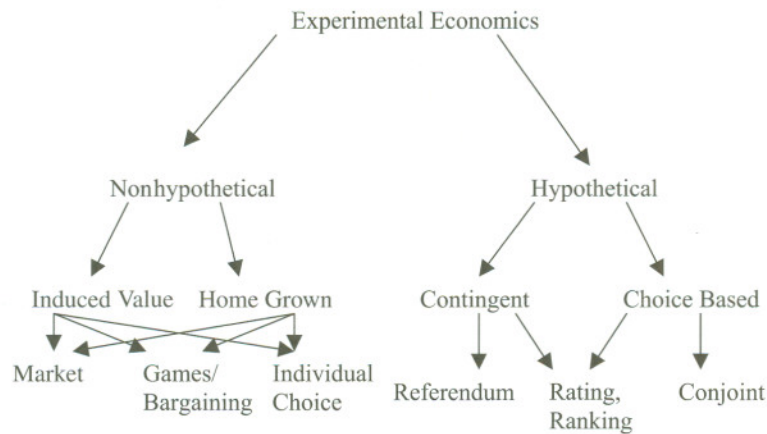 Experimental Economics
Nonhypothetical
Hypothetical
Induced Value
Home Grown
Contingent
Choice Based
Market
Games/
Bargaining
Individual
Choice
Referendum
Rating,
Ranking
Conjoint